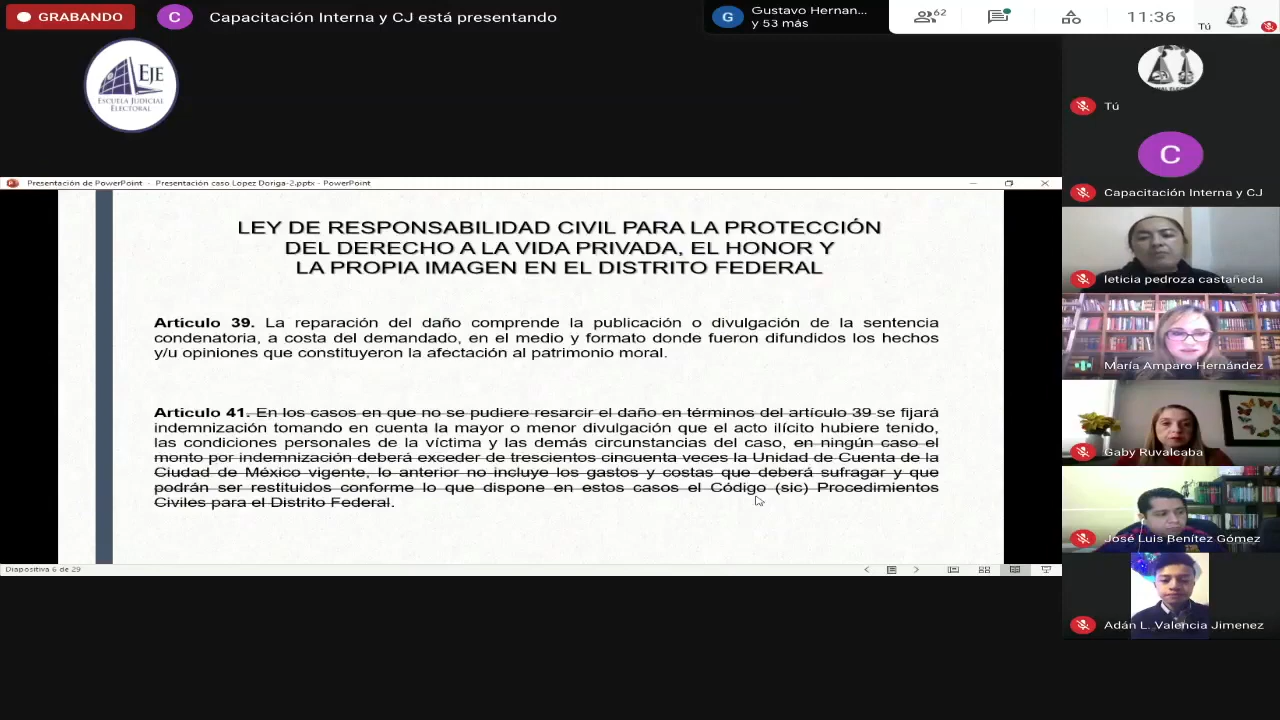 GRABANDO
C
Capacitación Interna y CJ está presentando
G
Gustavo Hernan...
y 53 más
62
11:36
Tú
EJE
ESCUELA JUDICIAL
ELECTORAL
Tú
C
Capacitación Interna y CJ
leticia pedroza castañeda
María Amparo Hernández
Gaby Ruvalcaba
José Luis Benítez Gómez
Adán L. Valencia Jimenez
Presentación de PowerPoint - Presentación caso Lopez Doriga-2.pptx - PowerPoint
LEY DE RESPONSABILIDAD CIVIL PARA LA PROTECCIÓN
DEL DERECHO A LA VIDA PRIVADA, EL HONOR Y
LA PROPIA IMAGEN EN EL DISTRITO FEDERAL
Artículo 39. La reparación del daño comprende la publicación o divulgación de la sentencia
condenatoria, a costa del demandado, en el medio y formato donde fueron difundidos los hechos
y/u opiniones que constituyeron la afectación al patrimonio moral.
Artículo 41. En los casos en que no se pudiere resarcir el daño en términos del artículo 39 se fijará
indemnización tomando en cuenta la mayor o menor divulgación que el acto ilícito hubiere tenido,
las condiciones personales de la víctima y las demás circunstancias del caso, en ningún caso el
monto por indemnización deberá exceder de trescientos cincuenta veces la Unidad de Cuenta de la
Ciudad de México vigente, lo anterior no incluye los gastos y costas que deberá sufragar y que
podrán ser restituidos conforme lo que dispone en estos casos el Código (sic) Procedimientos
Civiles para el Distrito Federal.
Diapositiva 6 de 29